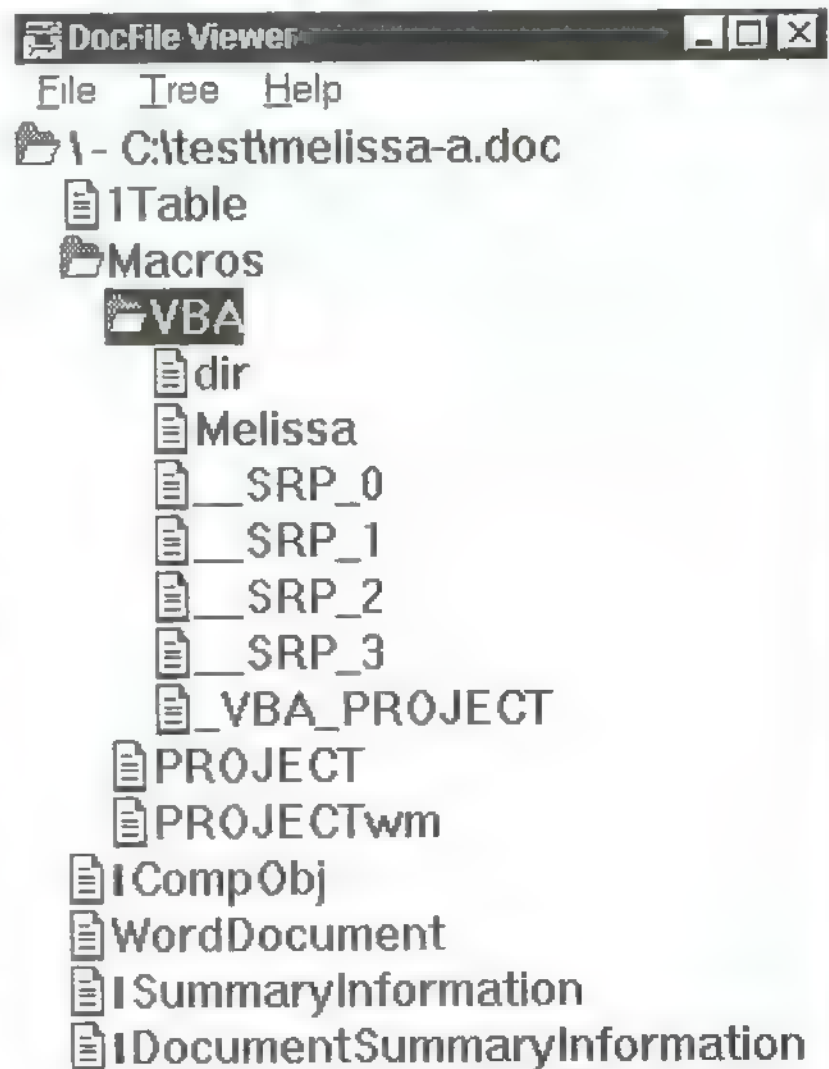 DocFile Viewer
File Tree Help
\ - C:\test\melissa-a.doc
1Table
Macros
VBA
dir
Melissa
__SRP_0
__SRP_1
__SRP_2
__SRP_3
_VBA_PROJECT
PROJECT
PROJECTwm
CompObj
WordDocument
SummaryInformation
DocumentSummaryInformation